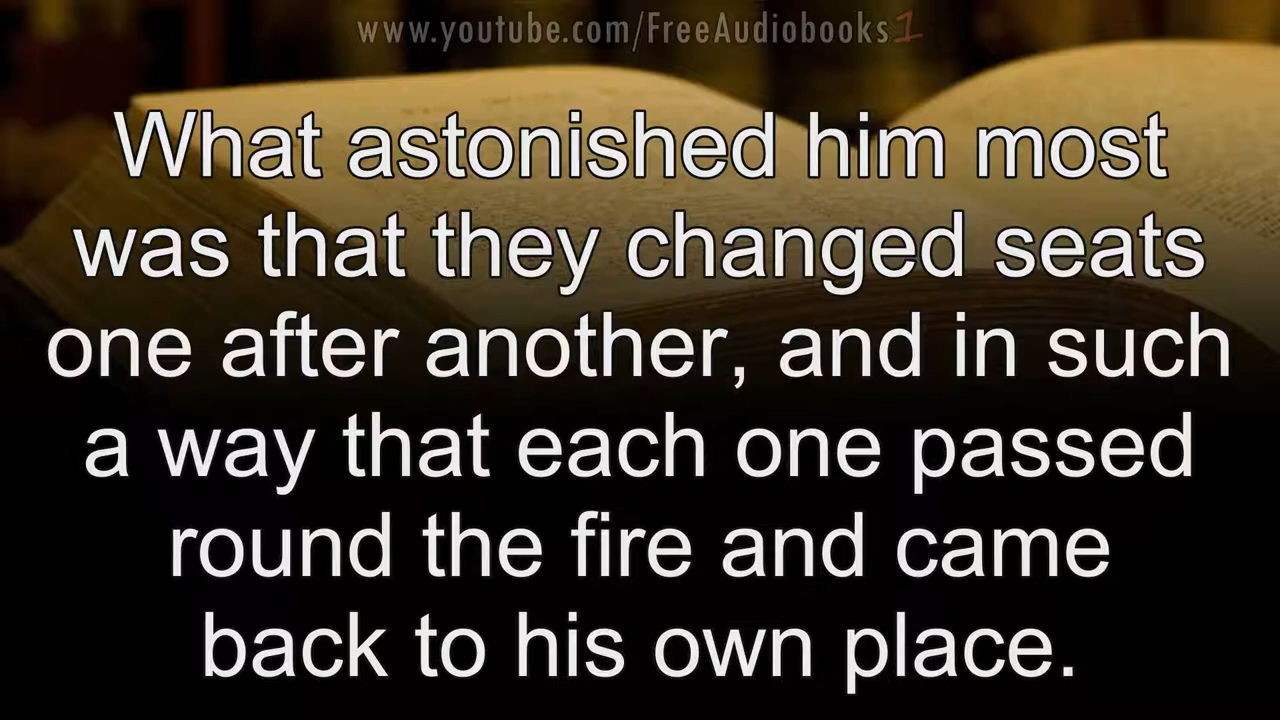 www.youtube.com/FreeAudiobooks1
What astonished him most
was that they changed seats
one after another, and in such
a way that each one passed
round the fire and came
back to his own place.